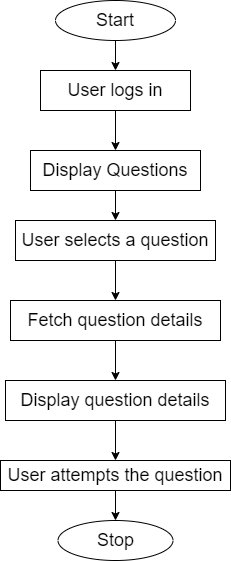 Start
User logs in
Display Questions
User selects a question
Fetch question details
Display question details
User attempts the question
Stop